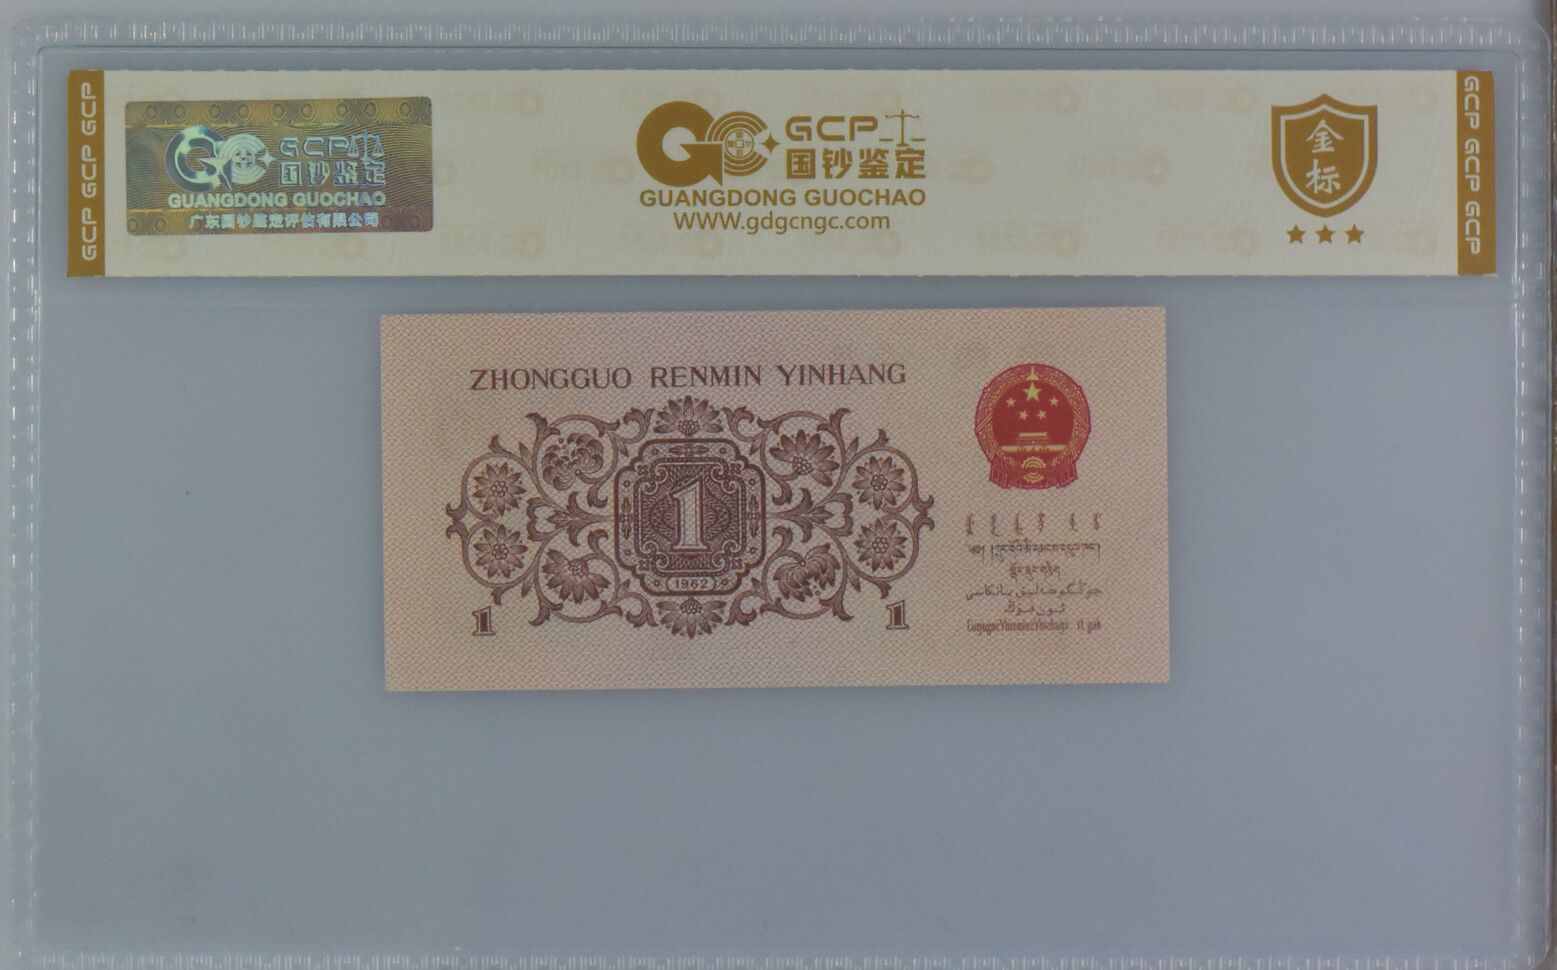 GCP GCP GCP
GCP
国钞鉴定
GUANGDONG GUOCHAO
广东国钞鉴定评估有限公司
GCP
国钞鉴定
GUANGDONG GUOCHAO
WWW.gdgcngc.com
金
标
GCP GCP GCP
ZHONGGUO RENMIN YINHANG
1
1962
1
1